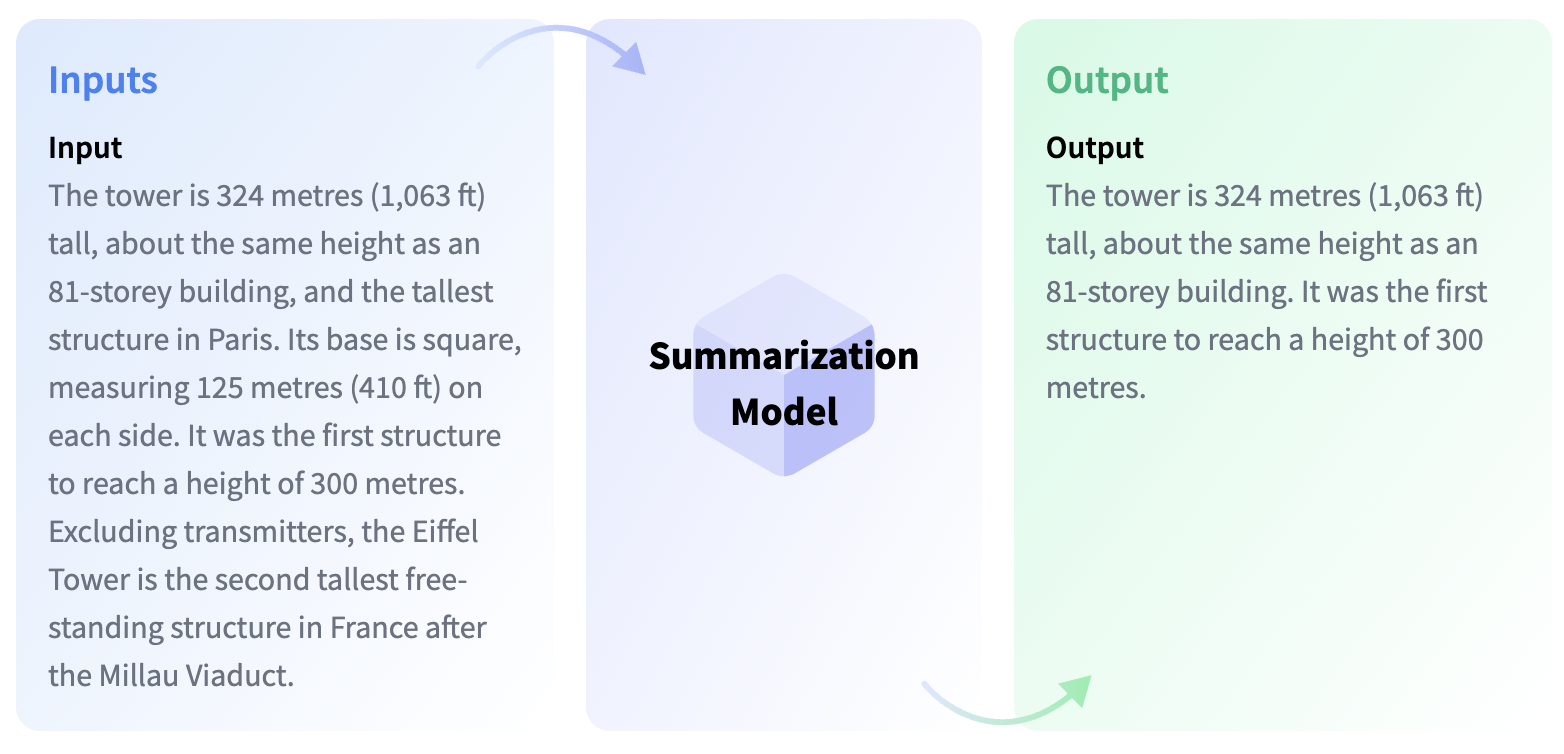 Inputs
Input
The tower is 324 metres (1,063 ft)
tall, about the same height as an
81-storey building, and the tallest
structure in Paris. Its base is square,
measuring 125 metres (410 ft) on
each side. It was the first structure
to reach a height of 300 metres.
Excluding transmitters, the Eiffel
Tower is the second tallest free-
standing structure in France after
the Millau Viaduct.
Summarization
Model
Output
Output
The tower is 324 metres (1,063 ft)
tall, about the same height as an
81-storey building. It was the first
structure to reach a height of 300
metres.